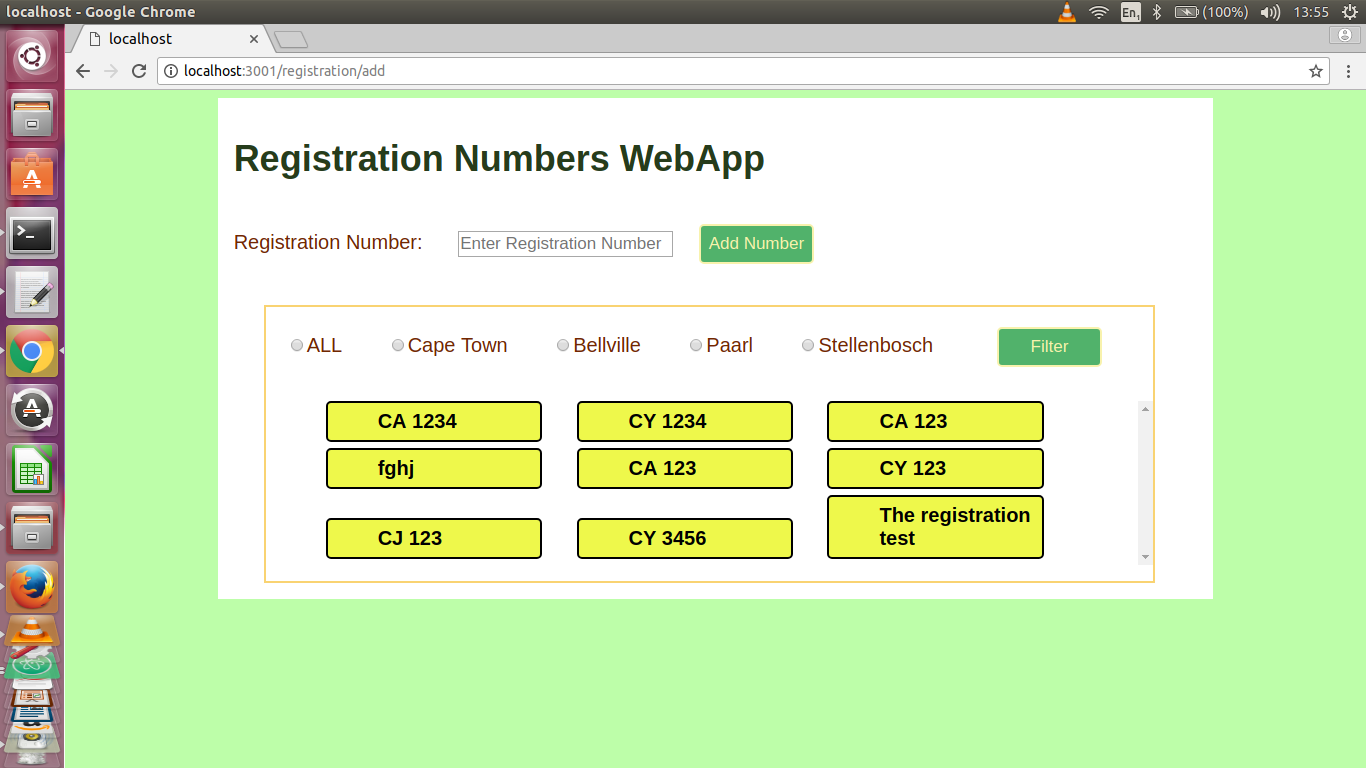 localhost - Google Chrome
En1 (100%) 13:55
localhost
localhost:3001/registration/add
Registration Numbers WebApp
Registration Number: Enter Registration Number Add Number
ALL Cape Town Bellville Paarl Stellenbosch Filter
CA 1234 CY 1234 CA 123
fghj CA 123 CY 123
The registration
CJ 123 CY 3456 test